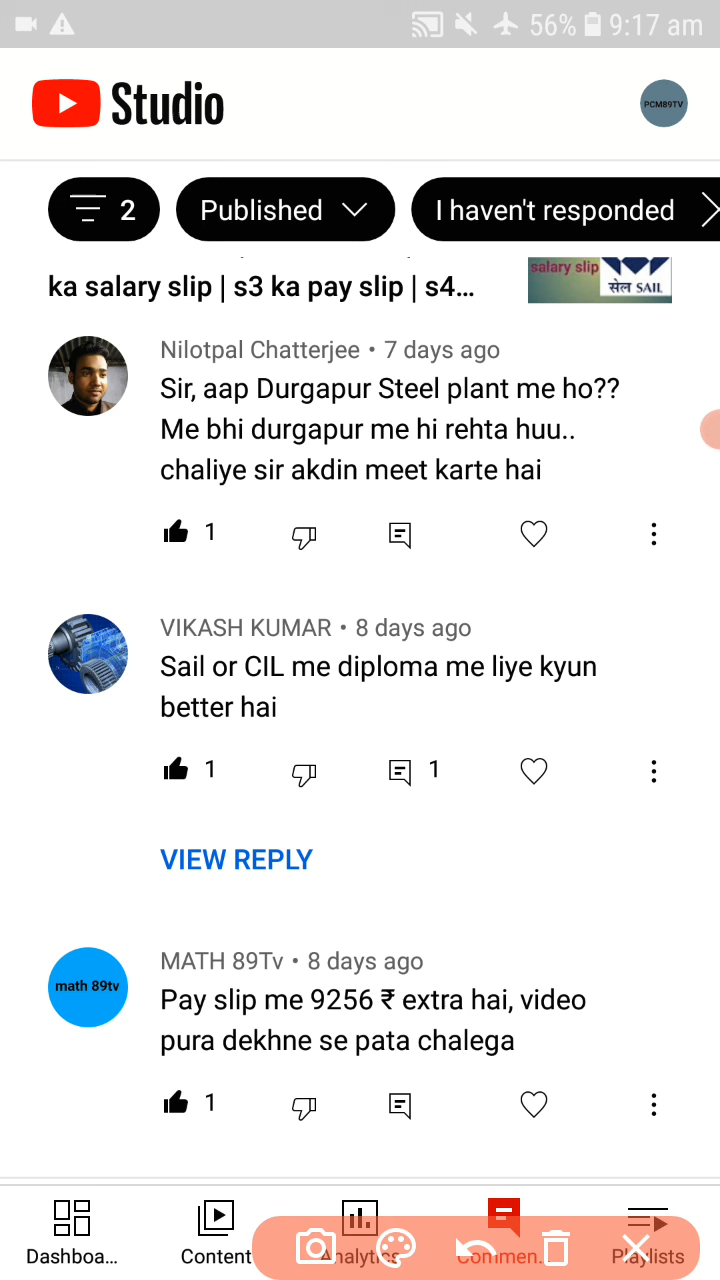 56% 9:17 am
Studio
PCM89TV
2 Published I haven't responded
ka salary slip | s3 ka pay slip | s4...
salary slip
सेल SAIL
Nilotpal Chatterjee • 7 days ago
Sir, aap Durgapur Steel plant me ho??
Me bhi durgapur me hi rehta huu..
chaliye sir akdin meet karte hai
1
VIKASH KUMAR • 8 days ago
Sail or CIL me diploma me liye kyun
better hai
1 1
VIEW REPLY
math 89tv
MATH 89Tv • 8 days ago
Pay slip me 9256 ₹ extra hai, video
pura dekhne se pata chalega
1
Dashboa... Content Analytics Commen... Playlists